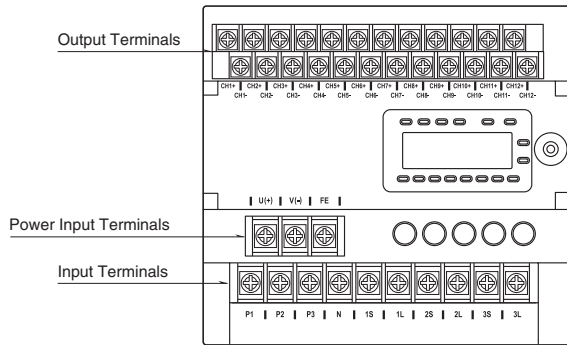 Output Terminals
CH1+ CH2+ CH3+ CH4+ CH5+ CH6+ CH7+ CH8+ CH9+ CH10+ CH11+ CH12+
CH1- CH2- CH3- CH4- CH5- CH6- CH7- CH8- CH9- CH10- CH11- CH12-
U(+) V(−) FE
Power Input Terminals
Input Terminals
P1 P2 P3 N 1S 1L 2S 2L 3S 3L